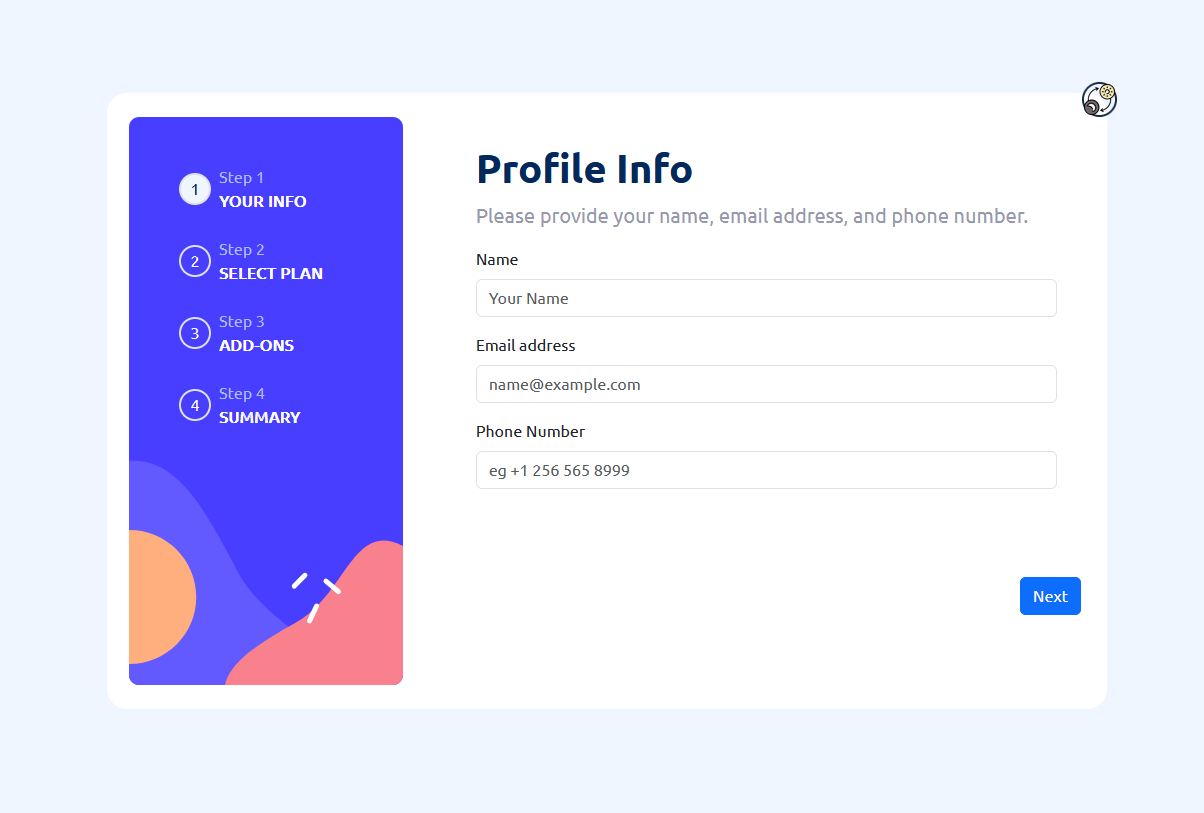 1
Step 1
YOUR INFO
2
Step 2
SELECT PLAN
3
Step 3
ADD-ONS
4
Step 4
SUMMARY
Profile Info
Please provide your name, email address, and phone number.
Name
Your Name
Email address
name@example.com
Phone Number
eg +1 256 565 8999
Next